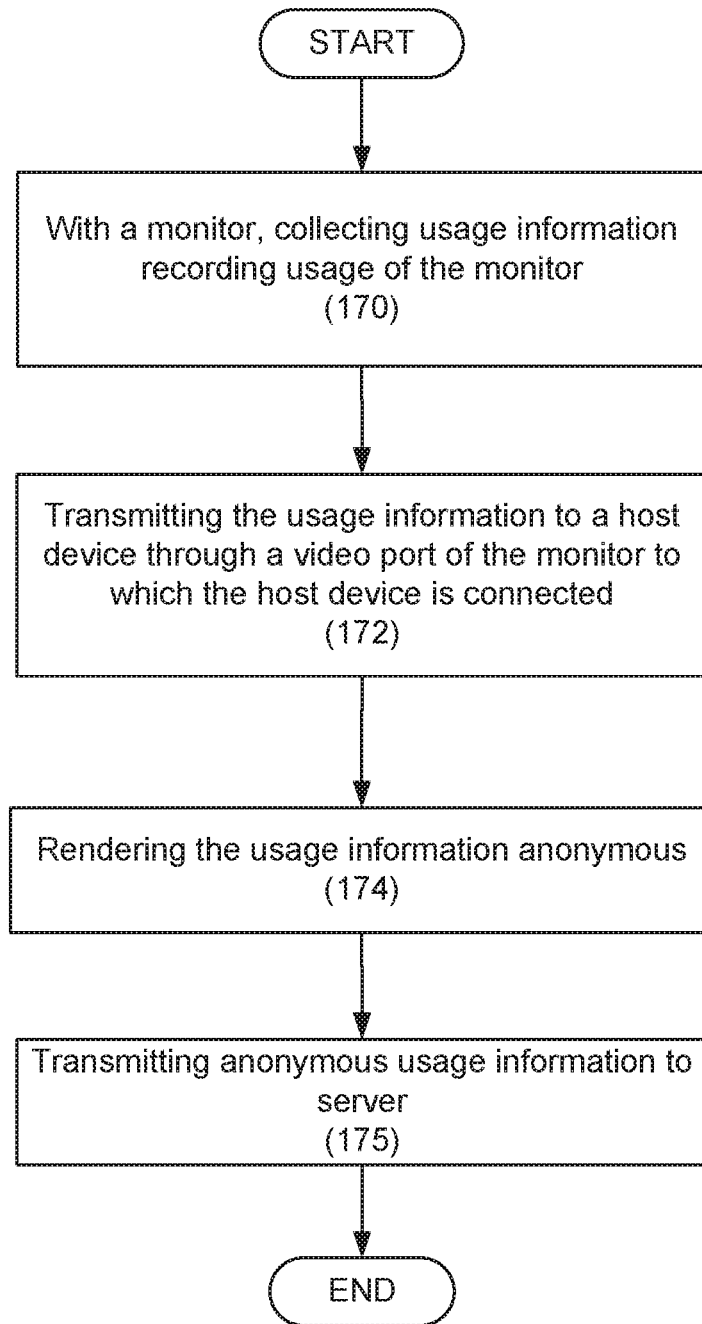 START
With a monitor, collecting usage information
recording usage of the monitor
(170)
Transmitting the usage information to a host
device through a video port of the monitor to
which the host device is connected
(172)
Rendering the usage information anonymous
(174)
Transmitting anonymous usage information to
server
(175)
END